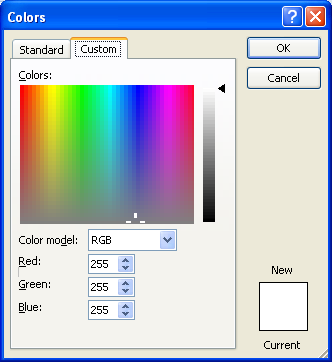 Colors
Standard
Custom
OK
Cancel
Colors:
Color model: RGB
Red: 255
Green: 255
Blue: 255
New
Current